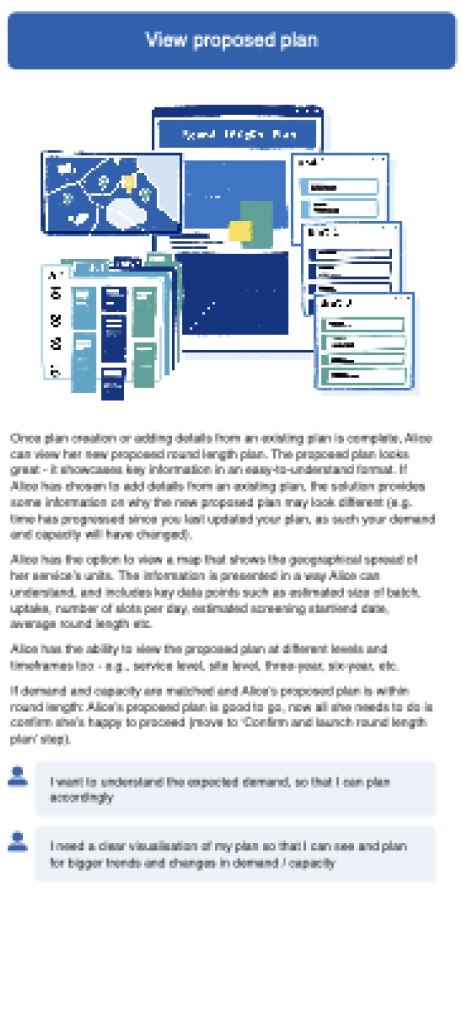 View proposed plan
Round length Plan
Once plan creation or adding details from an existing plan is complete, Alice
can view her new proposed round length plan. The proposed plan looks
great - it showcases key information in an easy-to-understand format. If
Alice has chosen to add details from an existing plan, the solution provides
some information on why the new proposed plan may look different (e.g.
time has progressed since you last updated your plan, as such your demand
and capacity will have changed).
Alice has the option to view a map that shows the geographical spread of
her service's units. The information is presented in a way Alice can
understand, and includes key data points such as estimated size of batch,
uptake, number of slots per day, estimated screening start/end date,
average round length etc.
Alice has the ability to view the proposed plan at different levels and
timeframes too - e.g., service level, site level, three-year, six-year, etc.
If demand and capacity are matched and Alice's proposed plan is within
round length: Alice's proposed plan is good to go, now all she needs to do is
confirm she's happy to proceed (move to 'Confirm and launch round length
plan' step).
I want to understand the expected demand, so that I can plan
accordingly
I need a clear visualisation of my plan so that I can see and plan
for bigger trends and changes in demand / capacity